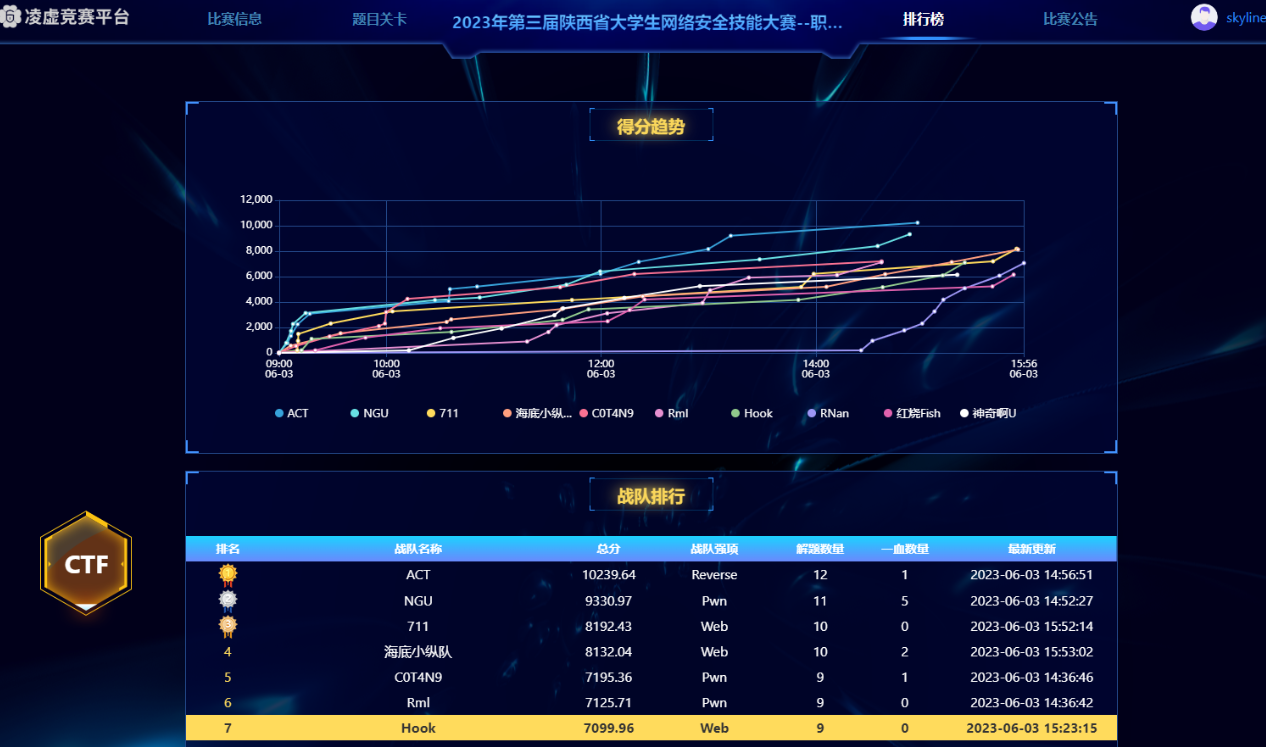 凌虚竞赛平台 比赛信息 题目关卡 2023年第三届陕西省大学生网络安全技能大赛--职... 排行榜 比赛公告 skyline
得分趋势
12,000
10,000
8,000
6,000
4,000
2,000
0
09:00 10:00 12:00 14:00 15:56
06-03 06-03 06-03 06-03 06-03
ACT NGU 711 海底小纵... C0T4N9 Rml Hook RNan 红烧Fish 神奇啊U
战队排行
CTF
排名 战队名称 总分 战队强项 解题数量 一血数量 最新更新
1 ACT 10239.64 Reverse 12 1 2023-06-03 14:56:51
2 NGU 9330.97 Pwn 11 5 2023-06-03 14:52:27
3 711 8192.43 Web 10 0 2023-06-03 15:52:14
4 海底小纵队 8132.04 Web 10 2 2023-06-03 15:53:02
5 C0T4N9 7195.36 Pwn 9 1 2023-06-03 14:36:46
6 Rml 7125.71 Pwn 9 0 2023-06-03 14:36:42
7 Hook 7099.96 Web 9 0 2023-06-03 15:23:15